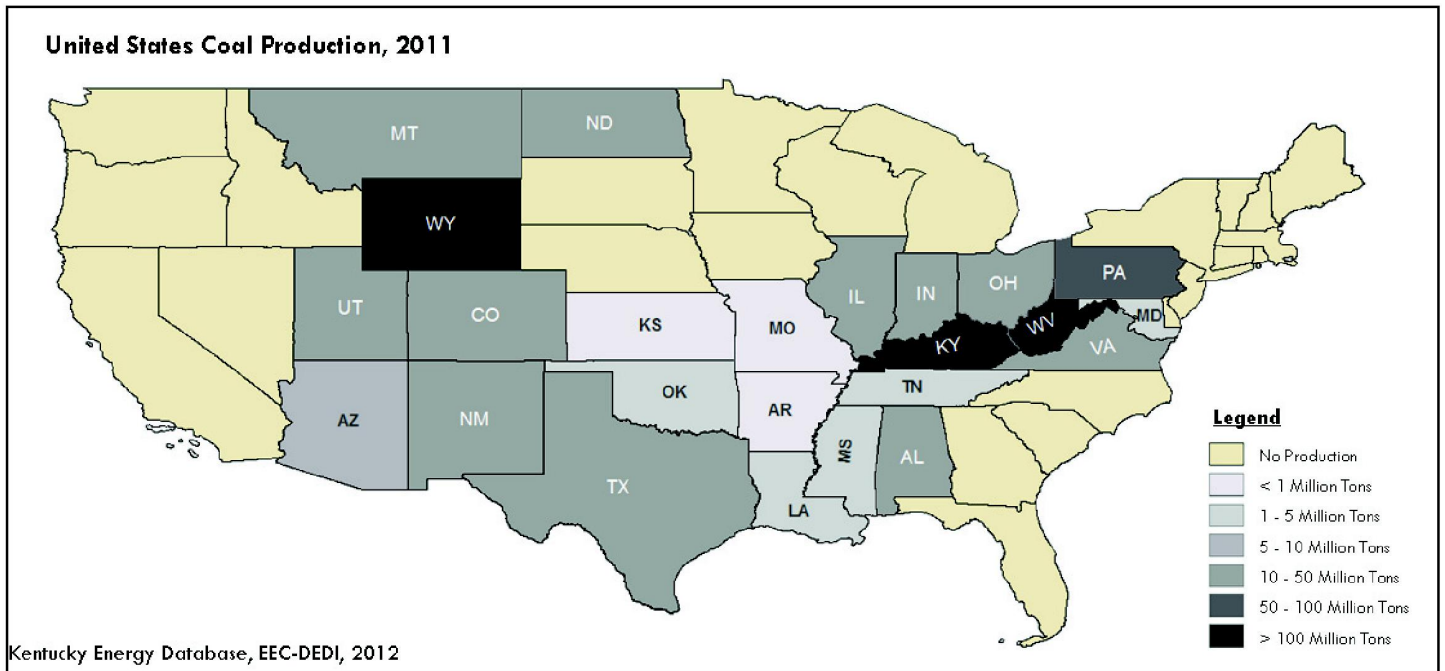 United States Coal Production, 2011
MT
ND
WY
UT
CO
KS
MO
IL
IN
OH
PA
WV
MD
KY
VA
AZ
NM
OK
AR
TN
TX
LA
MS
AL
Legend
No Production
< 1 Million Tons
1 - 5 Million Tons
5 - 10 Million Tons
10 - 50 Million Tons
50 - 100 Million Tons
> 100 Million Tons
Kentucky Energy Database, EEC-DEDI, 2012